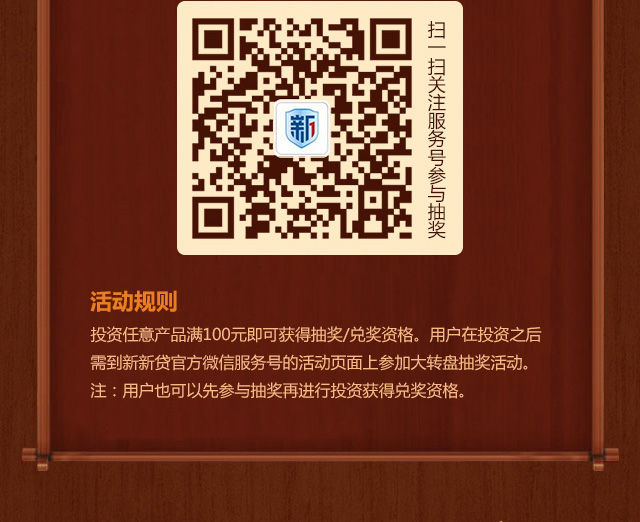 扫一扫关注服务号参与抽奖
新1
活动规则
投资任意产品满100元即可获得抽奖/兑奖资格。用户在投资之后
需到新新贷官方微信服务号的活动页面上参加大转盘抽奖活动。
注：用户也可以先参与抽奖再进行投资获得兑奖资格。